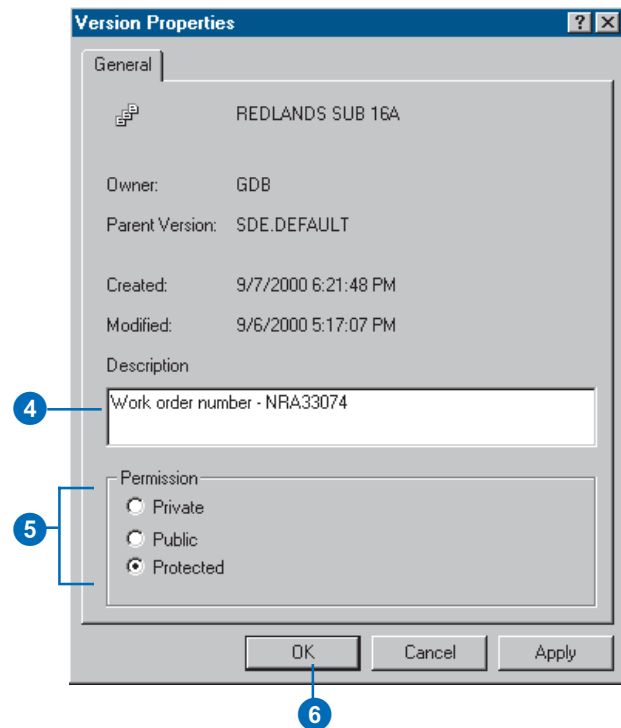 Version Properties
General
REDLANDS SUB 16A
Owner: GDB
Parent Version: SDE.DEFAULT
Created: 9/7/2000 6:21:48 PM
Modified: 9/6/2000 5:17:07 PM
Description
4
Work order number - NRA33074
Permission
5
Private
Public
Protected
OK Cancel Apply
6